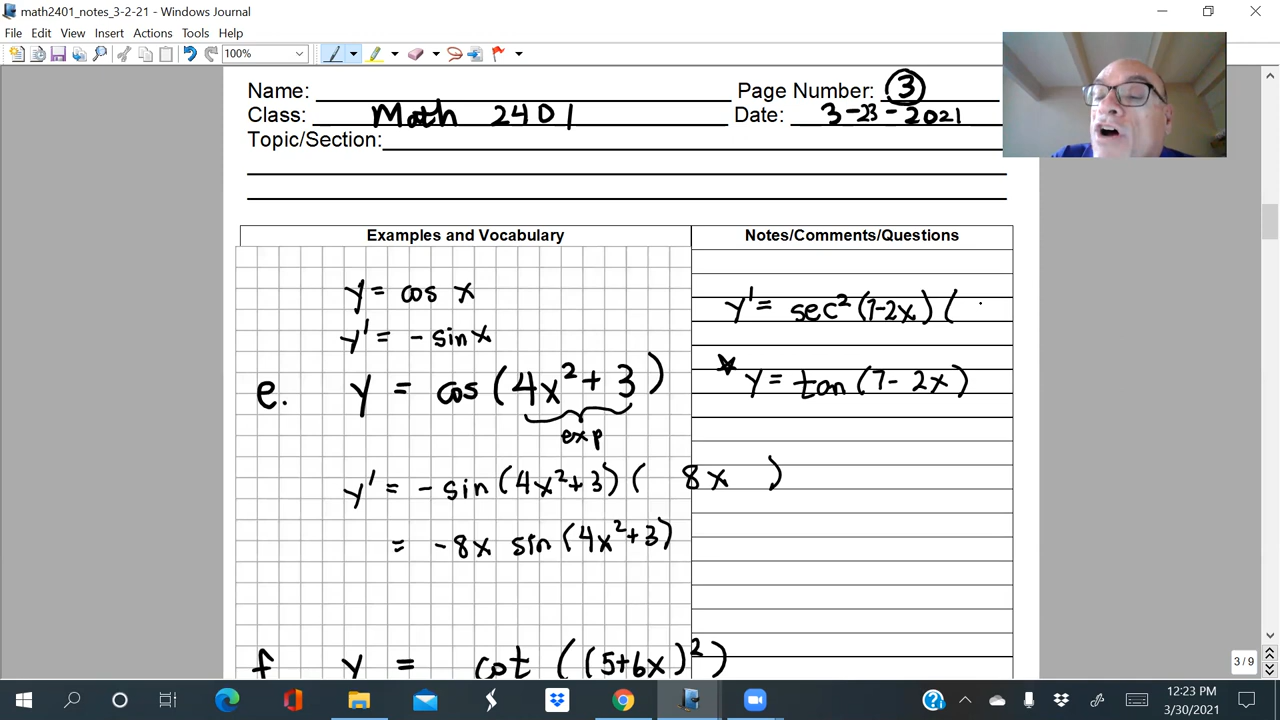 math2401_notes_3-2-21 - Windows Journal
File Edit View Insert Actions Tools Help
100%
Name:
Page Number: 3
Class: Math 2401
Date: 3-23-2021
Topic/Section:
Examples and Vocabulary
Notes/Comments/Questions
y = cos x
y' = - sin x
e. y = cos (4x² + 3)
exp
y' = - sin (4x² + 3) ( 8x )
= -8x sin (4x² + 3)
f y = cot ((5+6x)²)
y' = sec² (7-2x) (
* y = tan (7 - 2x)
3 / 9
12:23 PM
3/30/2021